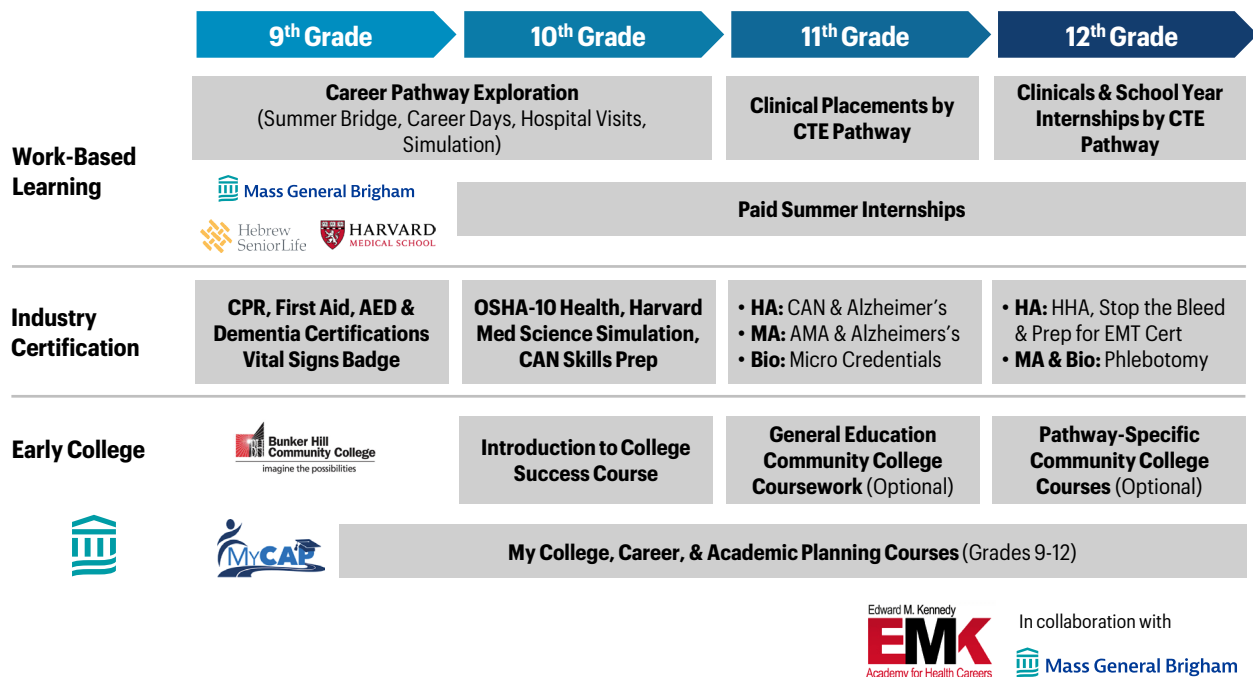 9th Grade
10th Grade
11th Grade
12th Grade
Work-Based
Learning
Career Pathway Exploration
(Summer Bridge, Career Days, Hospital Visits,
Simulation)
Clinical Placements by
CTE Pathway
Clinicals & School Year
Internships by CTE
Pathway
Mass General Brigham
Hebrew
SeniorLife
HARVARD
MEDICAL SCHOOL
Paid Summer Internships
Industry
Certification
CPR, First Aid, AED &
Dementia Certifications
Vital Signs Badge
OSHA-10 Health, Harvard
Med Science Simulation,
CAN Skills Prep
• HA: CAN & Alzheimer's
• MA: AMA & Alzheimers's
• Bio: Micro Credentials
• HA: HHA, Stop the Bleed
& Prep for EMT Cert
• MA & Bio: Phlebotomy
Early College
Bunker Hill
Community College
imagine the possibilities
Introduction to College
Success Course
General Education
Community College
Coursework (Optional)
Pathway-Specific
Community College
Courses (Optional)
MyCAP
My College, Career, & Academic Planning Courses (Grades 9-12)
Edward M. Kennedy
EMK
Academy for Health Careers
In collaboration with
Mass General Brigham